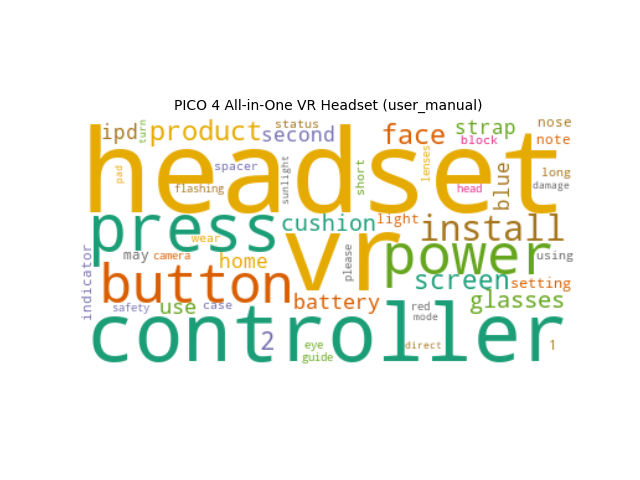 PICO 4 All-in-One VR Headset (user_manual)
ipd
turn
product
status
second
face
strap
block
nose
note
headset
pad
flashing
spacer
sunlight
short
lenses
head
blue
long
damage
press
cushion
light
install
wear
vr
indicator
may
camera
home
please
power
using
button
screen
setting
safety
use
case
battery
red
mode
glasses
controller
2
eye
guide
direct
1